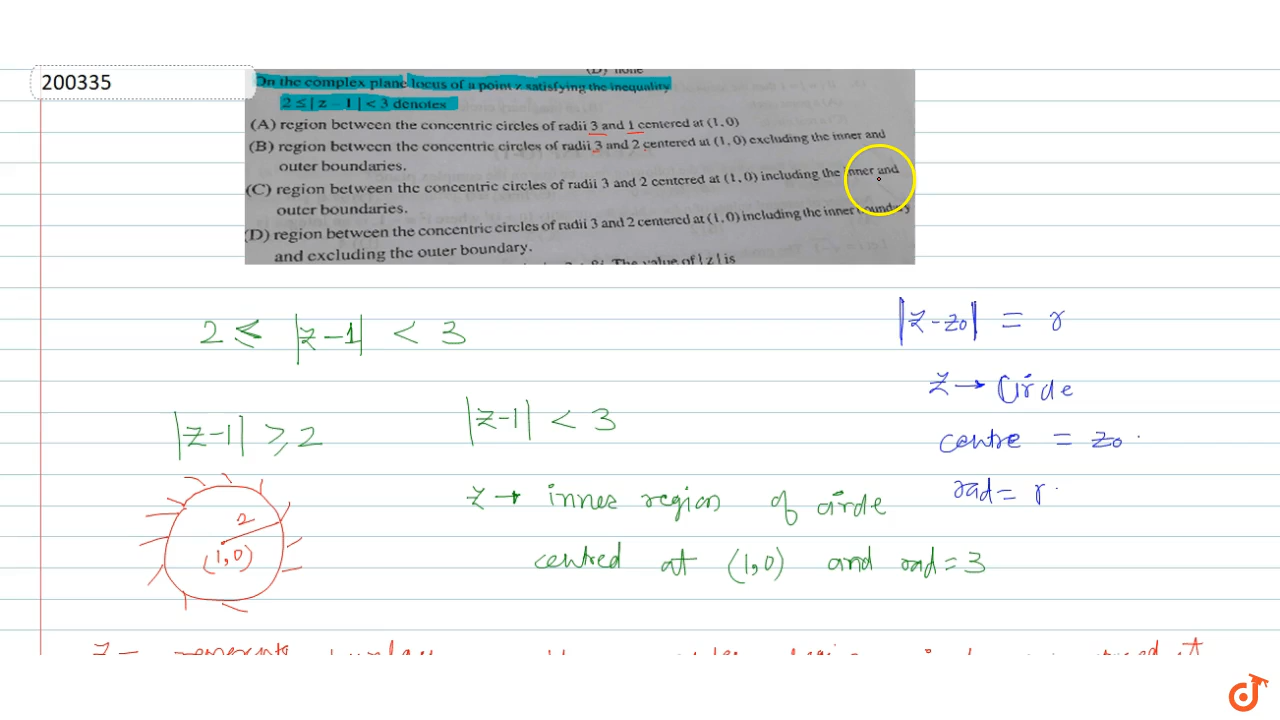 200335
(D) none
On the complex plane locus of a point z satisfying the inequality
2 ≤ | z − 1 | < 3 denotes
(A) region between the concentric circles of radii 3 and 1 centered at (1, 0)
(B) region between the concentric circles of radii 3 and 2 centered at (1, 0) excluding the inner and
outer boundaries.
(C) region between the concentric circles of radii 3 and 2 centered at (1, 0) including the inner and
outer boundaries.
(D) region between the concentric circles of radii 3 and 2 centered at (1, 0) including the inner boundary
and excluding the outer boundary.
The value of | z | is
2 ≤ |z−1| < 3
|z−z0| = r
z → Circle
|z−1| ≥ 2
|z−1| < 3
centre = z0
rad = r
z → inner region of circle
2
(1,0)
centred at (1,0) and rad = 3